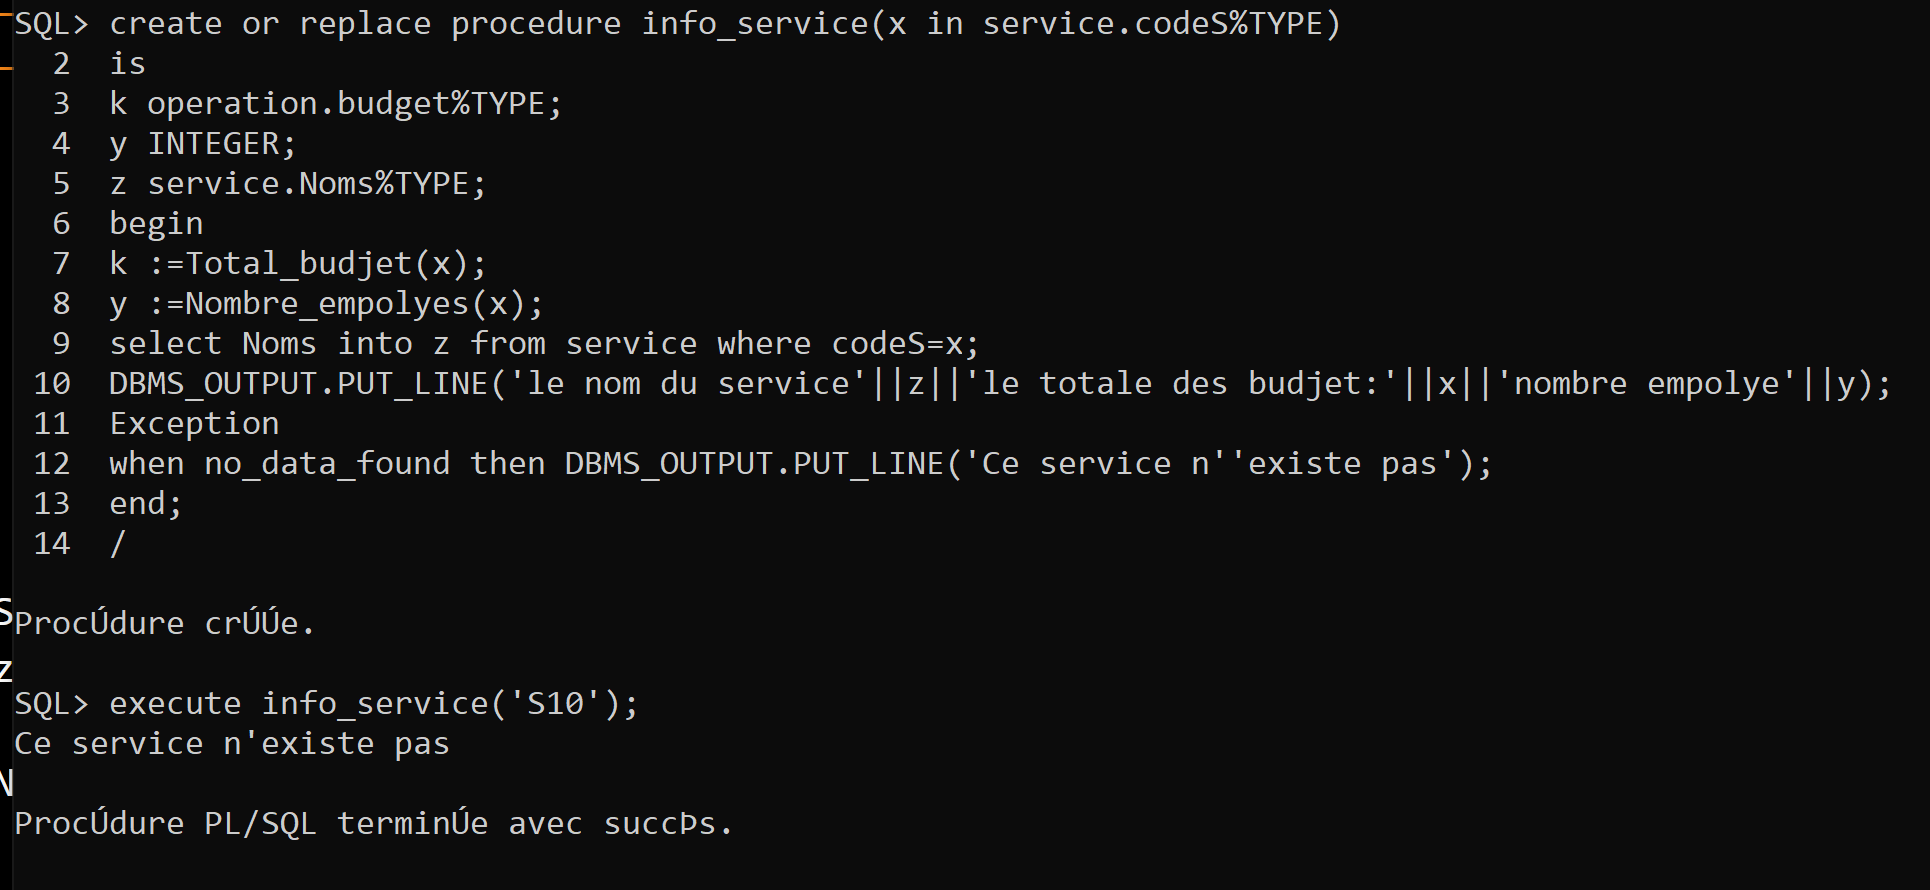 SQL> create or replace procedure info_service(x in service.codeS%TYPE)
2 is
3 k operation.budget%TYPE;
4 y INTEGER;
5 z service.Noms%TYPE;
6 begin
7 k :=Total_budjet(x);
8 y :=Nombre_empolyes(x);
9 select Noms into z from service where codeS=x;
10 DBMS_OUTPUT.PUT_LINE('le nom du service'||z||'le totale des budjet:'||x||'nombre empolye'||y);
11 Exception
12 when no_data_found then DBMS_OUTPUT.PUT_LINE('Ce service n''existe pas');
13 end;
14 /
S
ProcÚdure crÚÚe.
z
SQL> execute info_service('S10');
Ce service n'existe pas
N
ProcÚdure PL/SQL terminÚe avec succÞs.